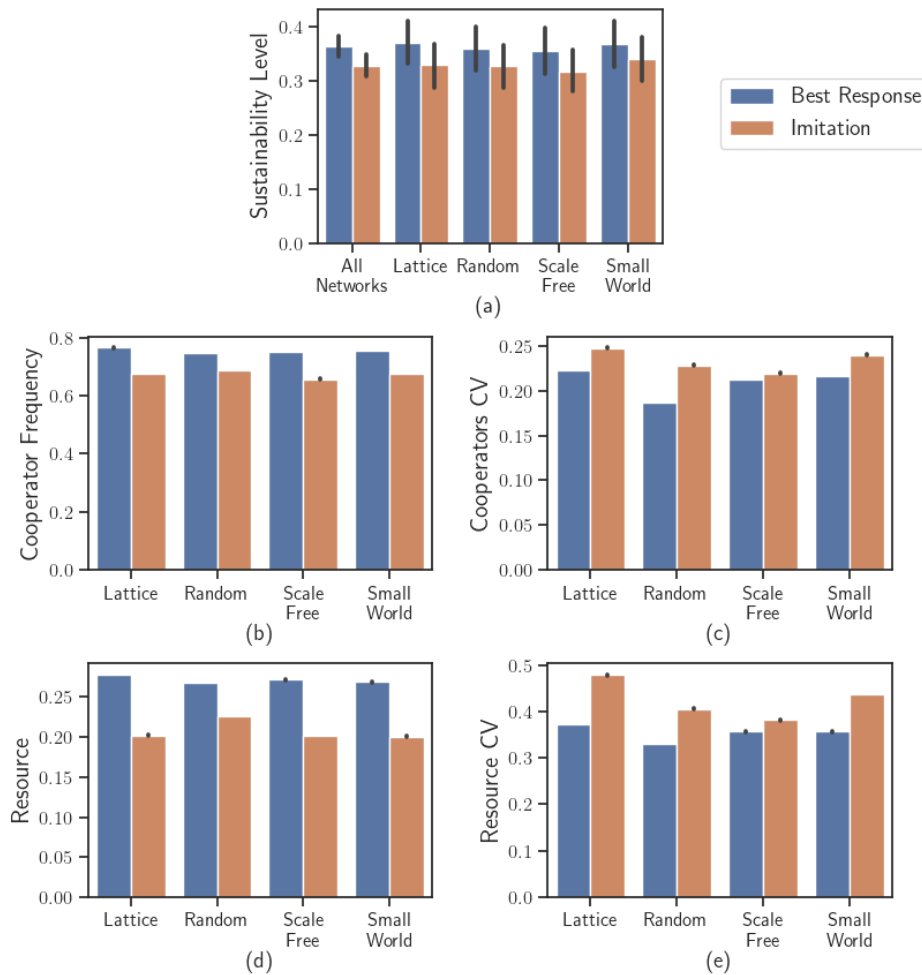 Sustainability Level
0.4
0.3
0.2
0.1
0.0
All
Networks
Lattice
Random
Scale
Free
Small
World
(a)
Best Response
Imitation
Cooperator Frequency
0.8
0.6
0.4
0.2
0.0
Lattice
Random
Scale
Free
Small
World
(b)
Cooperators CV
0.25
0.20
0.15
0.10
0.05
0.00
Lattice
Random
Scale
Free
Small
World
(c)
Resource
0.25
0.20
0.15
0.10
0.05
0.00
Lattice
Random
Scale
Free
Small
World
(d)
Resource CV
0.5
0.4
0.3
0.2
0.1
0.0
Lattice
Random
Scale
Free
Small
World
(e)